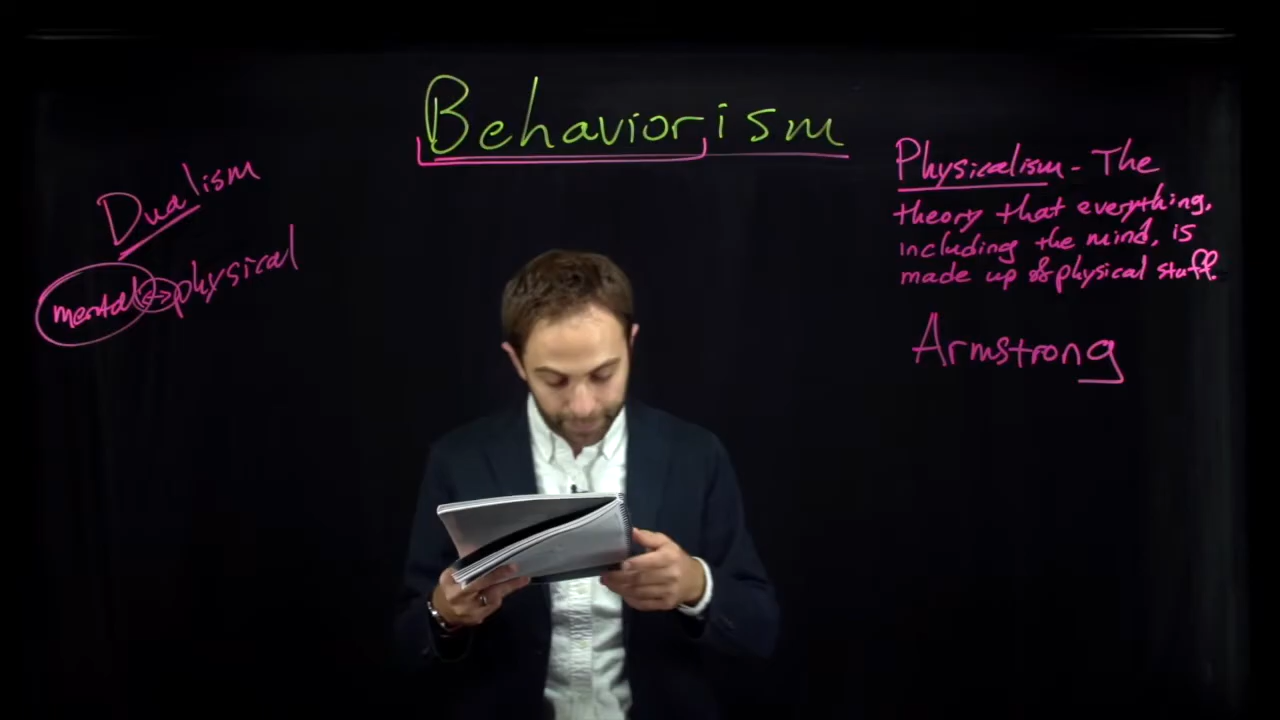 Behaviorism
Dualism
mental ↔ physical
Physicalism - The
theory that everything,
including the mind, is
made up of physical stuff.
Armstrong